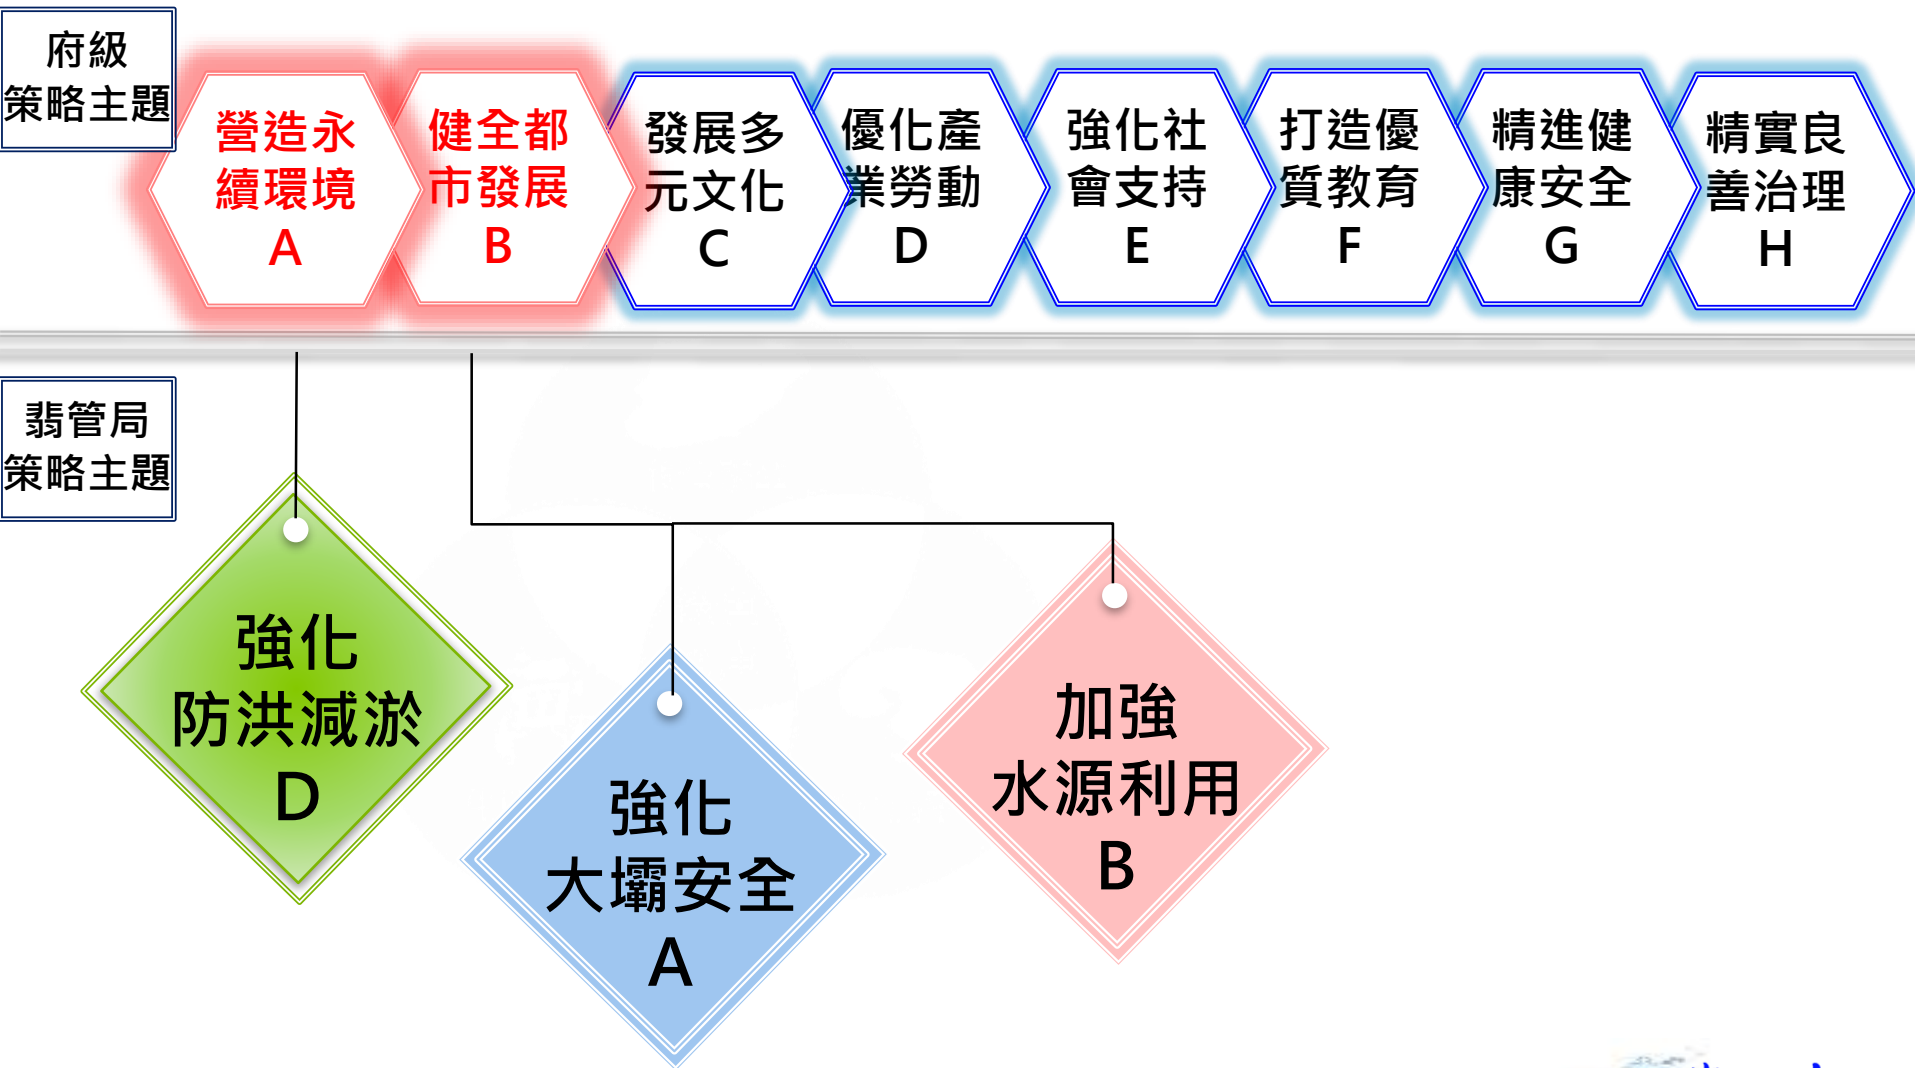 府級
策略主題
營造永
續環境
A
健全都
市發展
B
發展多
元文化
C
優化產
業勞動
D
強化社
會支持
E
打造優
質教育
F
精進健
康安全
G
精實良
善治理
H
翡管局
策略主題
強化
防洪減淤
D
強化
大壩安全
A
加強
水源利用
B